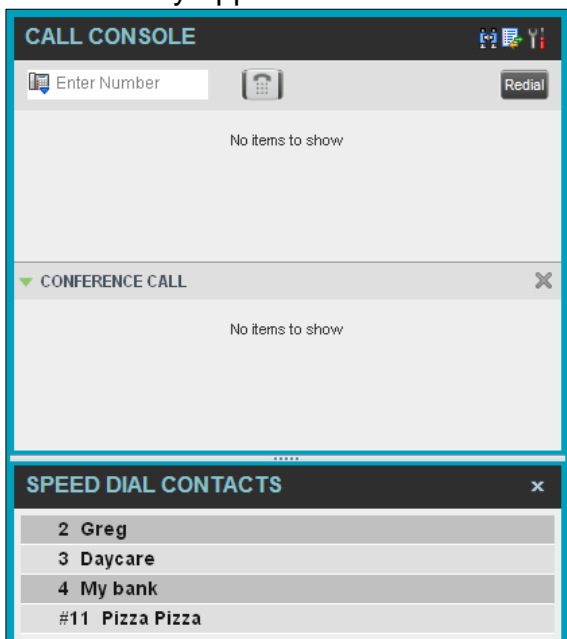 CALL CONSOLE
Enter Number
Redial
No items to show
CONFERENCE CALL
No items to show
SPEED DIAL CONTACTS
2 Greg
3 Daycare
4 My bank
#11 Pizza Pizza